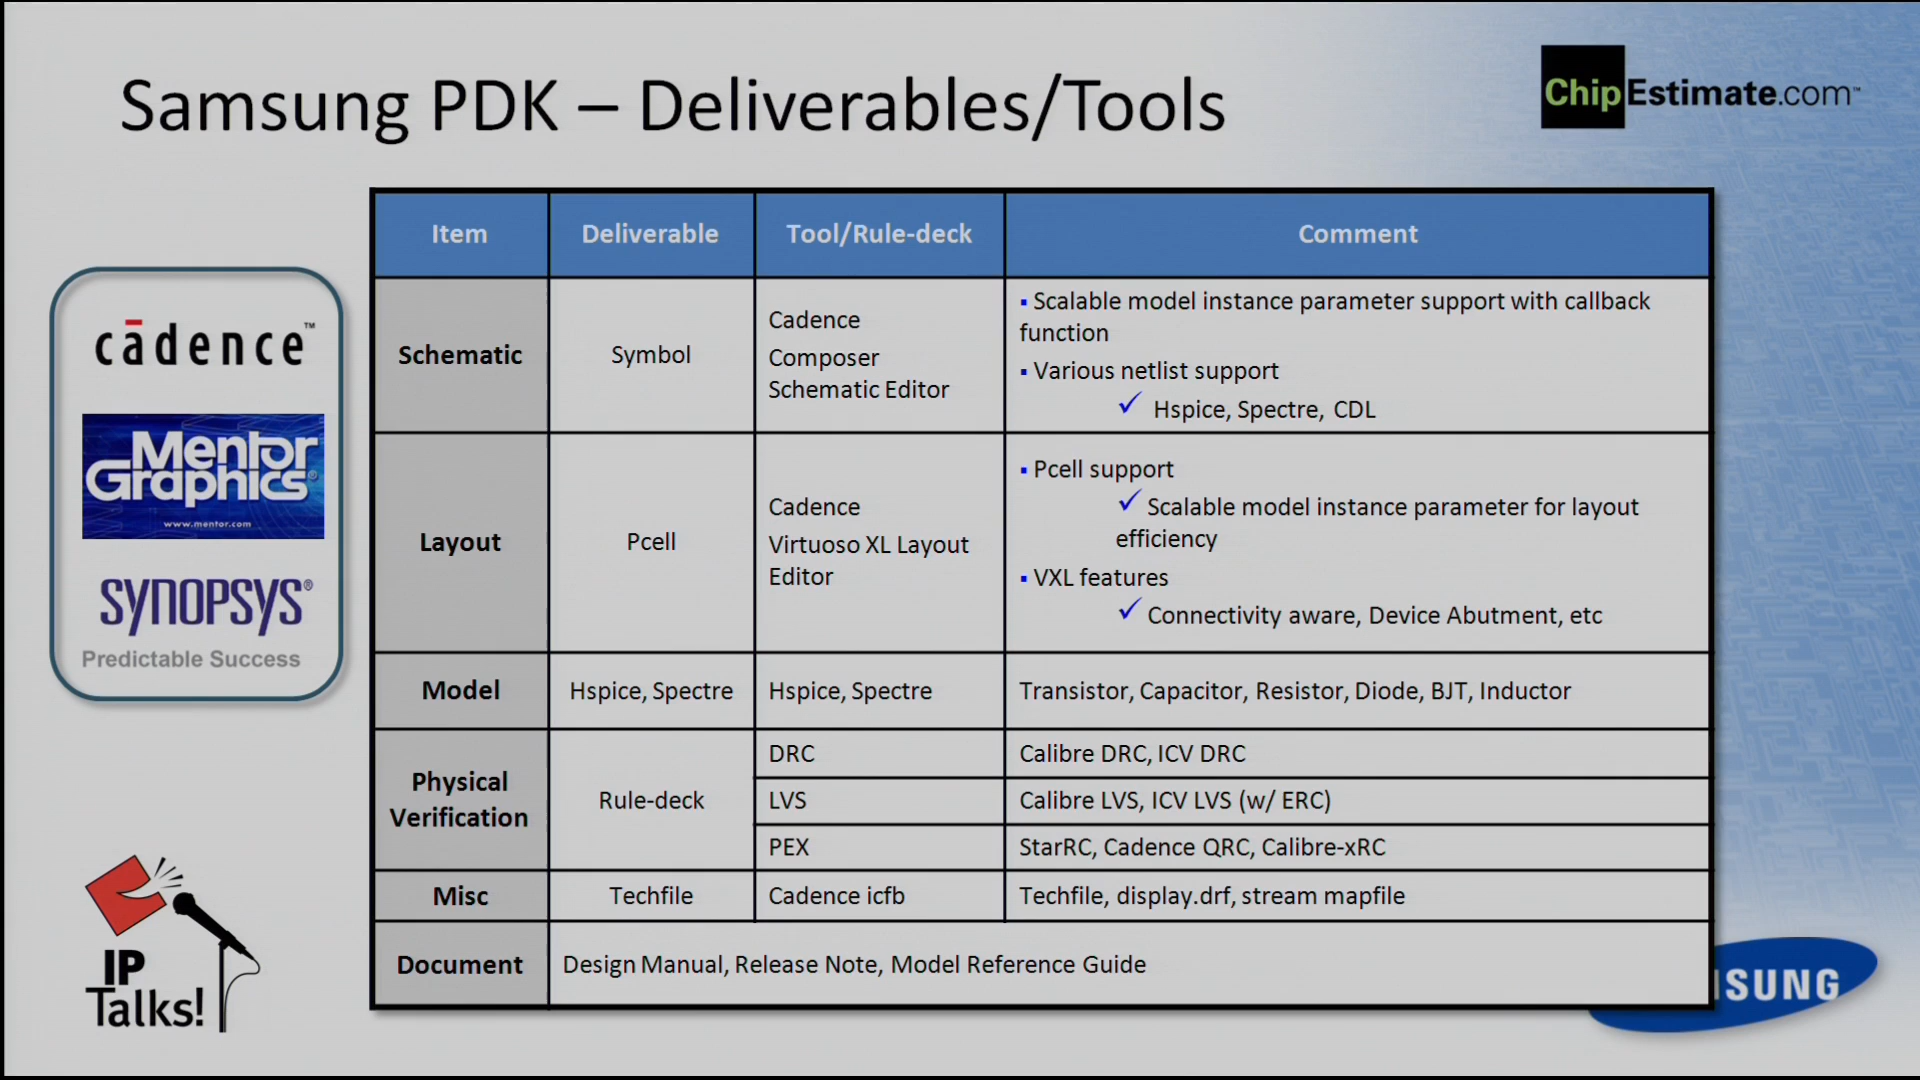 Samsung PDK – Deliverables/Tools
ChipEstimate.com™
cādence™
Mentor
Graphics®
www.mentor.com
SYNOPSYS®
Predictable Success
Item Deliverable Tool/Rule-deck Comment
Schematic
Symbol
Cadence
Composer
Schematic Editor
▪ Scalable model instance parameter support with callback
function
▪ Various netlist support
✓ Hspice, Spectre, CDL
Layout
Pcell
Cadence
Virtuoso XL Layout
Editor
▪ Pcell support
✓ Scalable model instance parameter for layout
efficiency
▪ VXL features
✓ Connectivity aware, Device Abutment, etc
Model Hspice, Spectre Hspice, Spectre Transistor, Capacitor, Resistor, Diode, BJT, Inductor
Physical
Verification
Rule-deck
DRC Calibre DRC, ICV DRC
LVS Calibre LVS, ICV LVS (w/ ERC)
PEX StarRC, Cadence QRC, Calibre-xRC
Misc Techfile Cadence icfb Techfile, display.drf, stream mapfile
Document Design Manual, Release Note, Model Reference Guide
IP
Talks!
SUNG